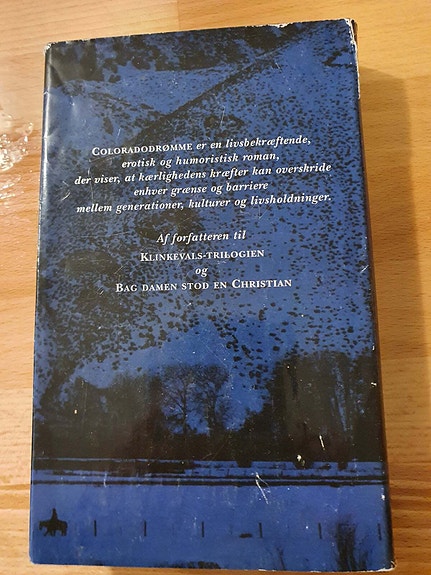 COLORADODRØMME er en livsbekræftende,
erotisk og humoristisk roman,
der viser, at kærlighedens kræfter kan overskride
enhver grænse og barriere
mellem generationer, kulturer og livsholdninger.
Af forfatteren til
KLINKEVALS-TRILOGIEN
og
BAG DAMEN STOD EN CHRISTIAN